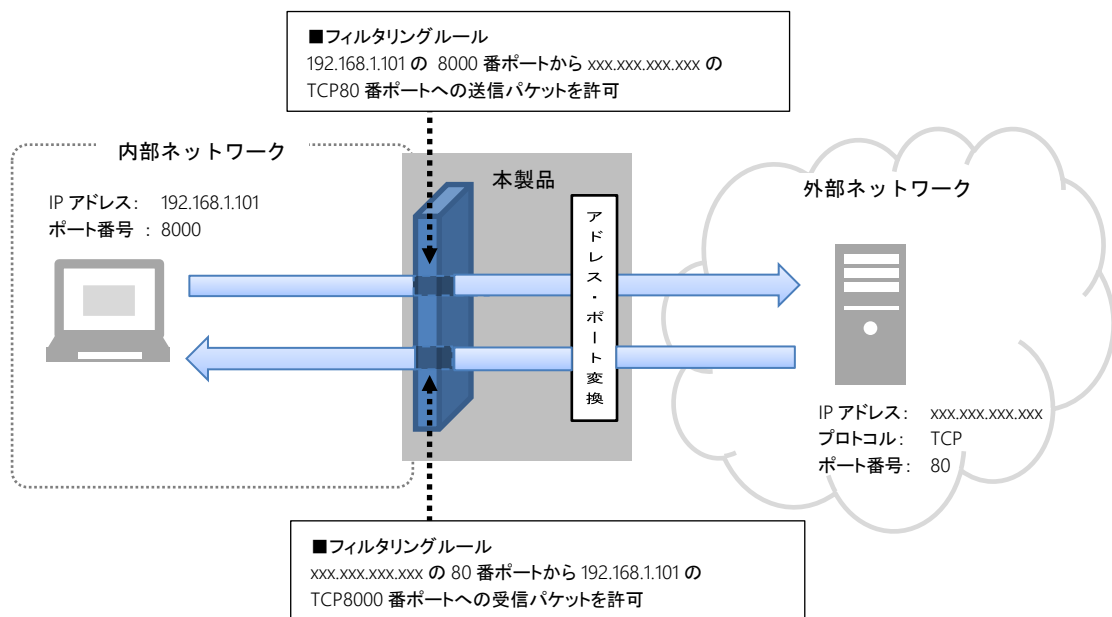 ■フィルタリングルール
192.168.1.101 の 8000 番ポートから xxx.xxx.xxx.xxx の
TCP80 番ポートへの送信パケットを許可
内部ネットワーク
IP アドレス： 192.168.1.101
ポート番号 ： 8000
本製品
アドレス・ポート変換
外部ネットワーク
IP アドレス： xxx.xxx.xxx.xxx
プロトコル： TCP
ポート番号： 80
■フィルタリングルール
xxx.xxx.xxx.xxx の 80 番ポートから 192.168.1.101 の
TCP8000 番ポートへの受信パケットを許可